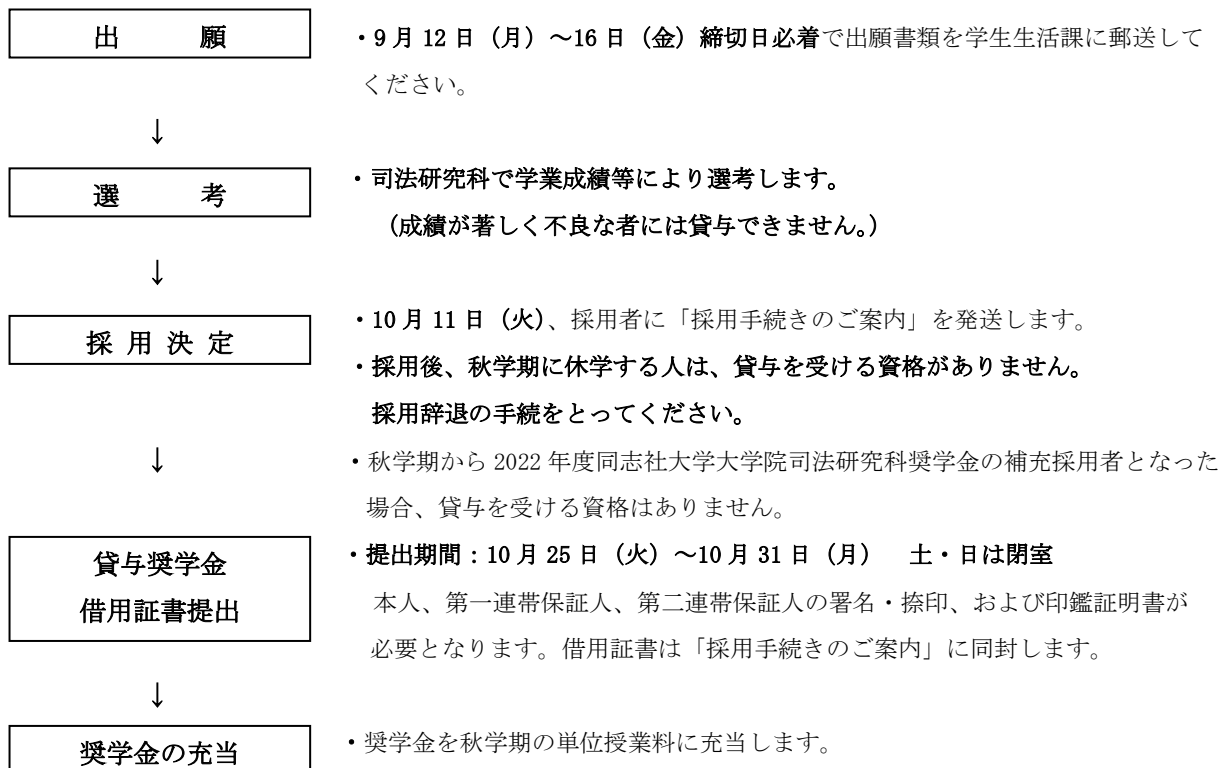 出　　願
・9 月 12 日（月）～16 日（金）締切日必着で出願書類を学生生活課に郵送して
ください。
↓
選　　考
・司法研究科で学業成績等により選考します。
（成績が著しく不良な者には貸与できません。）
↓
採 用 決 定
・10 月 11 日（火）、採用者に「採用手続きのご案内」を発送します。
・採用後、秋学期に休学する人は、貸与を受ける資格がありません。
採用辞退の手続をとってください。
↓
・秋学期から 2022 年度同志社大学大学院司法研究科奨学金の補充採用者となった
場合、貸与を受ける資格はありません。
貸与奨学金
借用証書提出
・提出期間：10 月 25 日（火）～10 月 31 日（月）　土・日は閉室
本人、第一連帯保証人、第二連帯保証人の署名・捺印、および印鑑証明書が
必要となります。借用証書は「採用手続きのご案内」に同封します。
↓
奨学金の充当
・奨学金を秋学期の単位授業料に充当します。